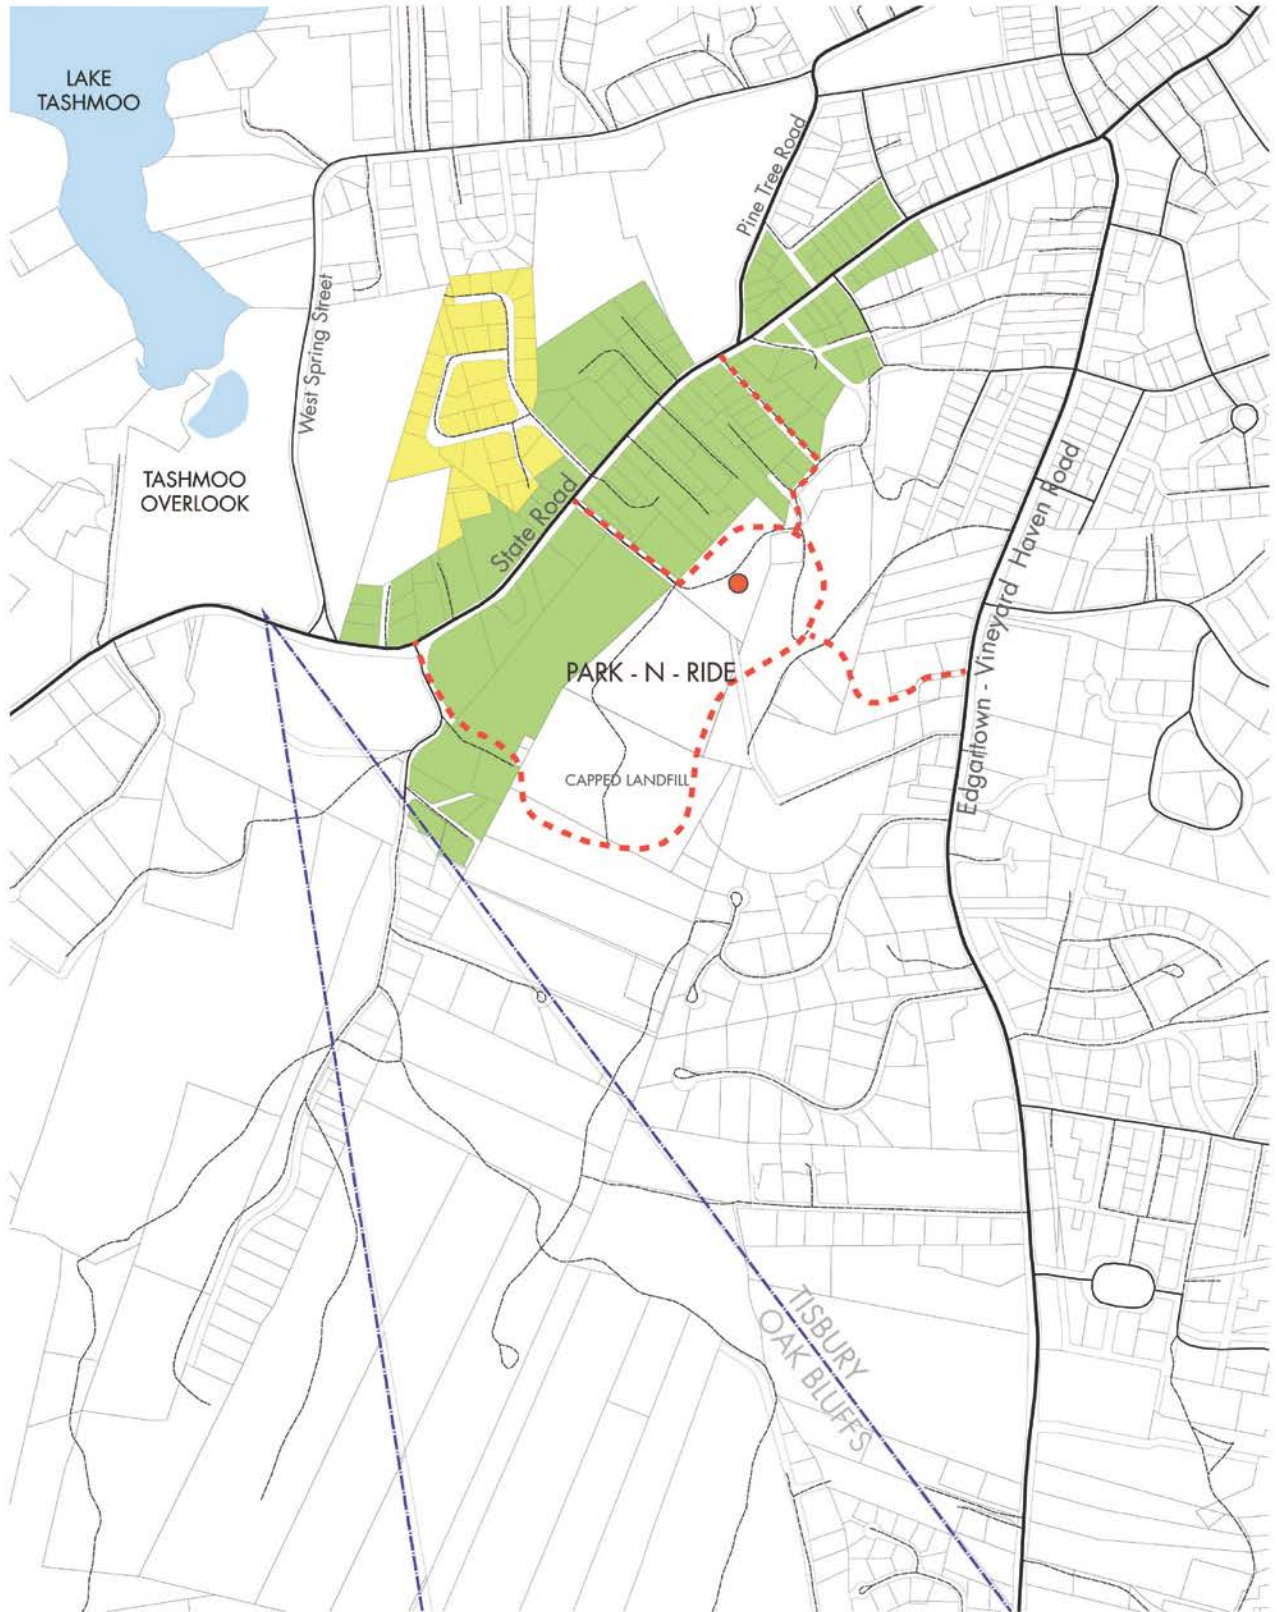 LAKE
TASHMOO
Pine Tree Road
West Spring Street
TASHMOO
OVERLOOK
State Road
Edgartown - Vineyard Haven Road
PARK - N - RIDE
CAPPED LANDFILL
TISBURY
OAK BLUFFS